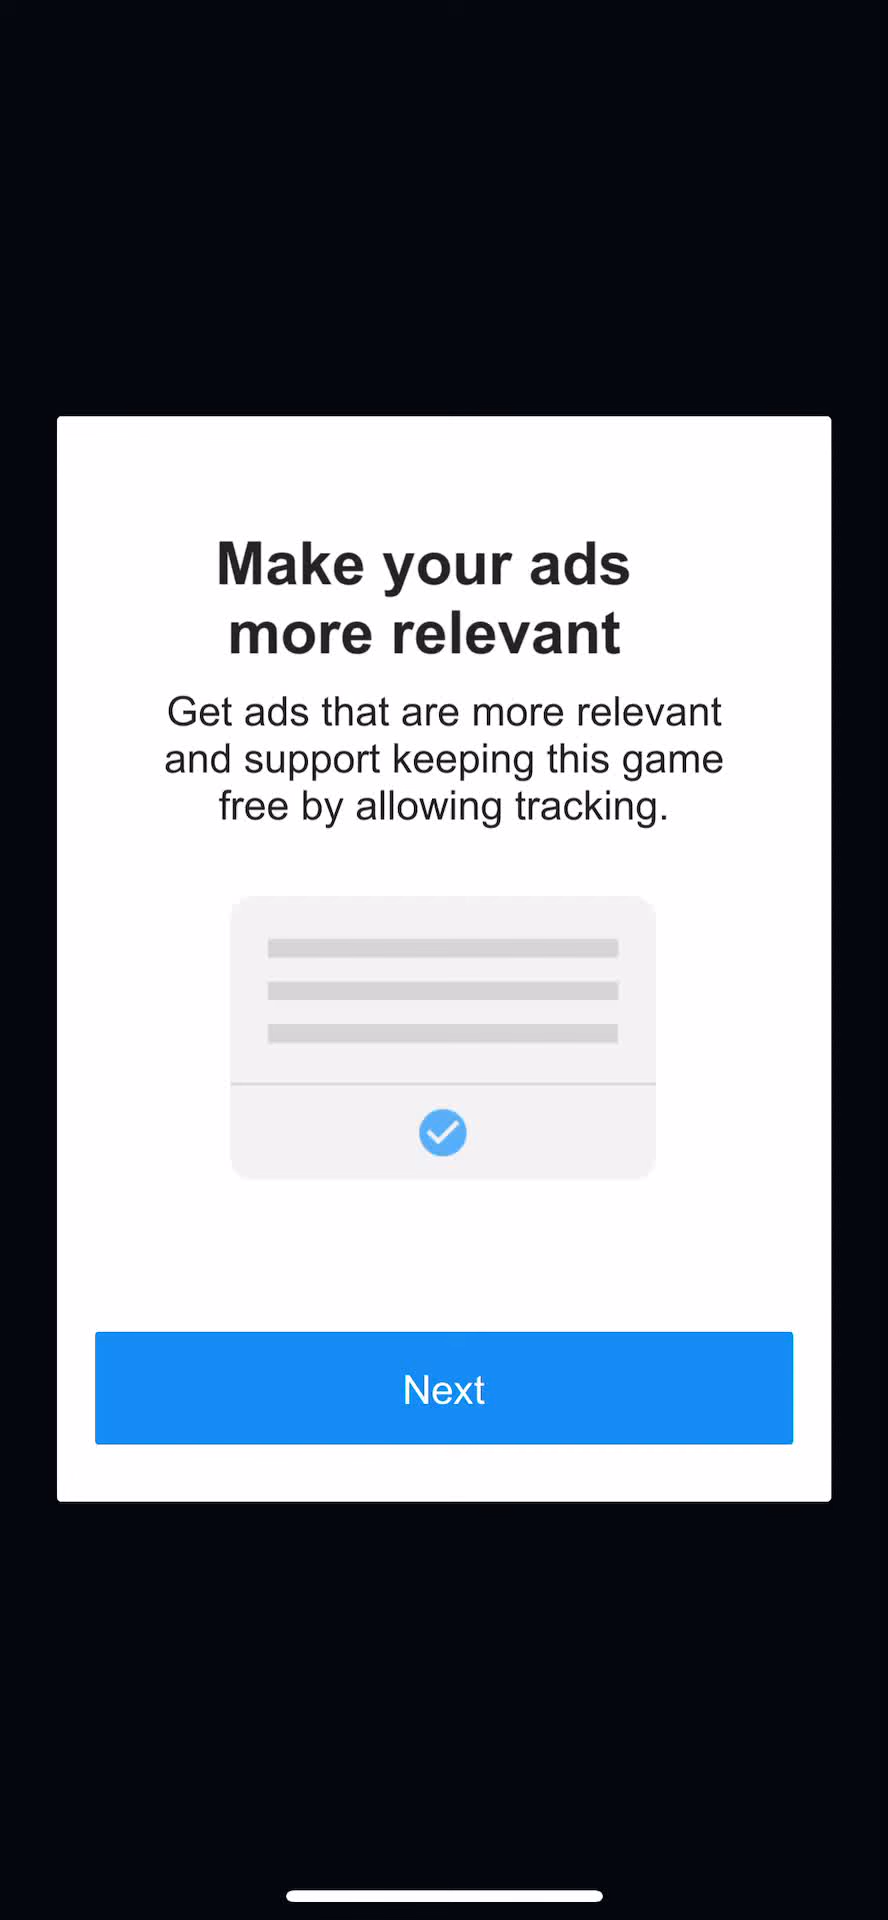 Make your ads
more relevant
Get ads that are more relevant
and support keeping this game
free by allowing tracking.
Next